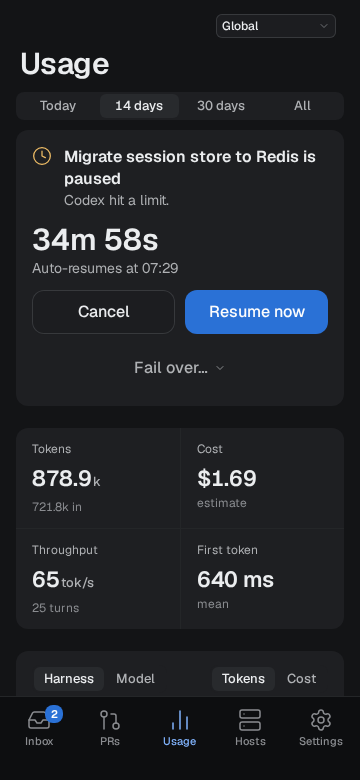 Global
Usage
Today 14 days 30 days All
Migrate session store to Redis is
paused
Codex hit a limit.
34m 58s
Auto-resumes at 07:29
Cancel Resume now
Fail over...
Tokens Cost
878.9k $1.69
721.8k in estimate
Throughput First token
65 tok/s 640 ms
25 turns mean
Harness Model Tokens Cost
2
Inbox PRs Usage Hosts Settings